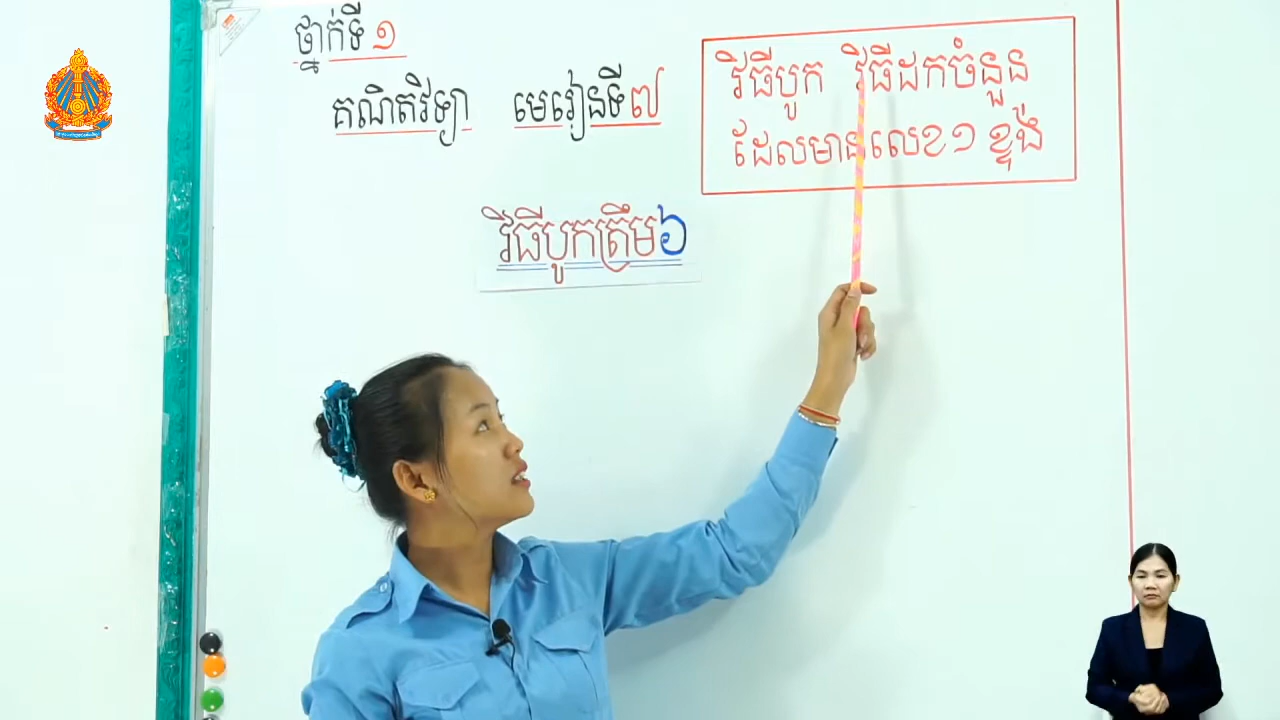 ថ្នាក់ទី ១
គណិតវិទ្យា មេរៀនទី៧
វិធីបូក វិធីដកចំនួន
ដែលមានលេខ១ ខ្ទង់
វិធីបូកត្រឹម៦